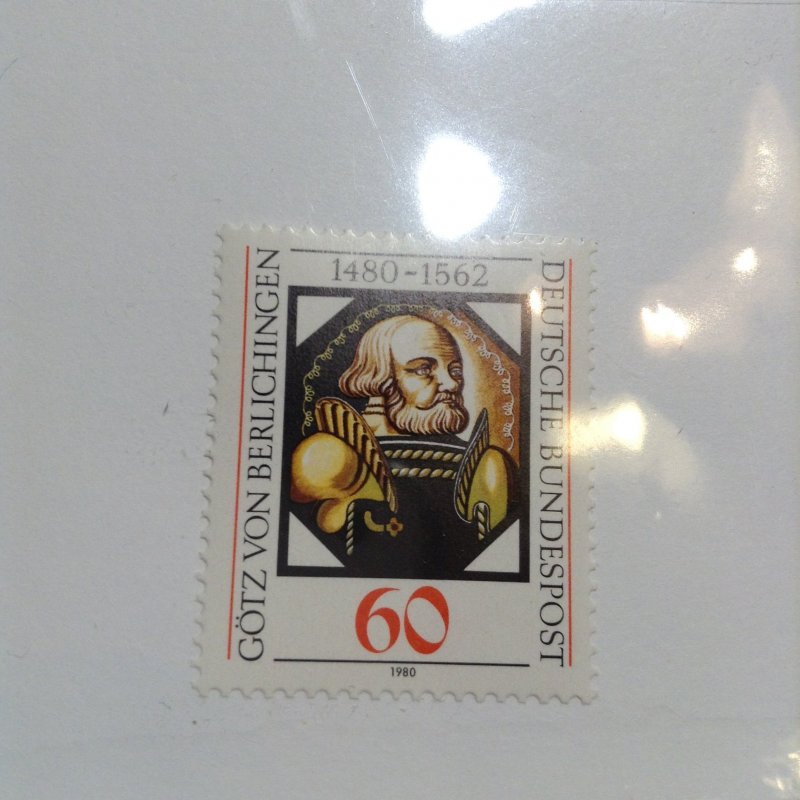 1480-1562
GÖTZ VON BERLICHINGEN
DEUTSCHE BUNDESPOST
60
1980